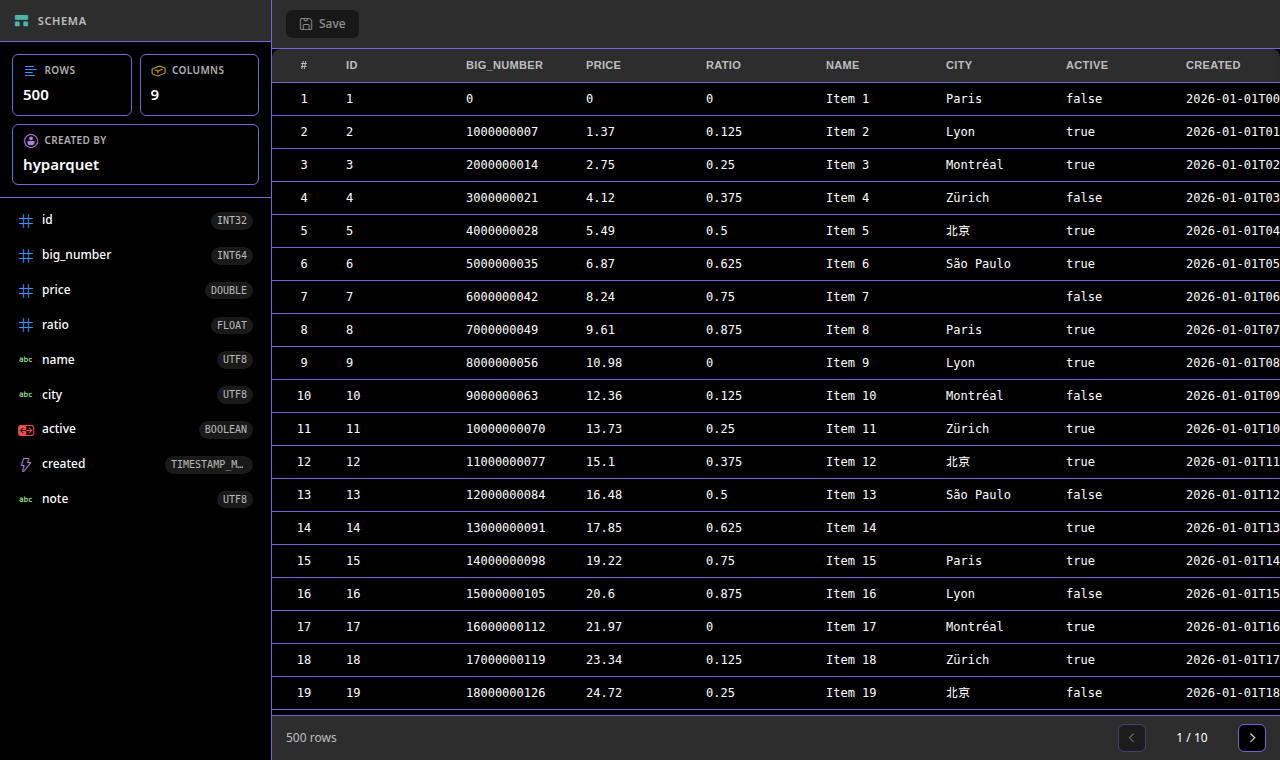 SCHEMA
Save
ROWS
500
COLUMNS
9
CREATED BY
hyparquet
id INT32
big_number INT64
price DOUBLE
ratio FLOAT
abc name UTF8
abc city UTF8
active BOOLEAN
created TIMESTAMP_M…
abc note UTF8
# ID BIG_NUMBER PRICE RATIO NAME CITY ACTIVE CREATED
1 1 0 0 0 Item 1 Paris false 2026-01-01T00
2 2 1000000007 1.37 0.125 Item 2 Lyon true 2026-01-01T01
3 3 2000000014 2.75 0.25 Item 3 Montréal true 2026-01-01T02
4 4 3000000021 4.12 0.375 Item 4 Zürich false 2026-01-01T03
5 5 4000000028 5.49 0.5 Item 5 北京 true 2026-01-01T04
6 6 5000000035 6.87 0.625 Item 6 São Paulo true 2026-01-01T05
7 7 6000000042 8.24 0.75 Item 7 false 2026-01-01T06
8 8 7000000049 9.61 0.875 Item 8 Paris true 2026-01-01T07
9 9 8000000056 10.98 0 Item 9 Lyon true 2026-01-01T08
10 10 9000000063 12.36 0.125 Item 10 Montréal false 2026-01-01T09
11 11 10000000070 13.73 0.25 Item 11 Zürich true 2026-01-01T10
12 12 11000000077 15.1 0.375 Item 12 北京 true 2026-01-01T11
13 13 12000000084 16.48 0.5 Item 13 São Paulo false 2026-01-01T12
14 14 13000000091 17.85 0.625 Item 14 true 2026-01-01T13
15 15 14000000098 19.22 0.75 Item 15 Paris true 2026-01-01T14
16 16 15000000105 20.6 0.875 Item 16 Lyon false 2026-01-01T15
17 17 16000000112 21.97 0 Item 17 Montréal true 2026-01-01T16
18 18 17000000119 23.34 0.125 Item 18 Zürich true 2026-01-01T17
19 19 18000000126 24.72 0.25 Item 19 北京 false 2026-01-01T18
500 rows
1 / 10